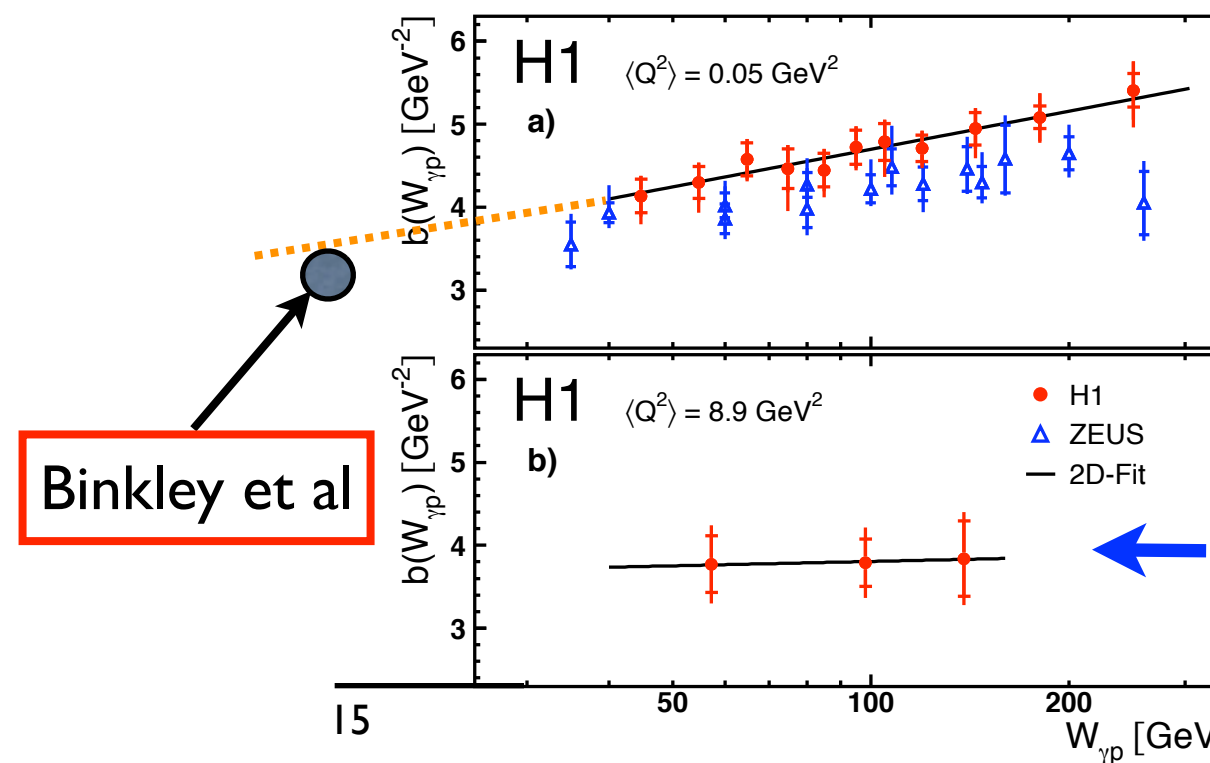 b(W_γp) [GeV⁻²]
6
5
4
3
H1 ⟨Q²⟩ = 0.05 GeV²
a)
Binkley et al
b(W_γp) [GeV⁻²]
6
5
4
3
H1 ⟨Q²⟩ = 8.9 GeV²
b)
H1
ZEUS
2D-Fit
15
50 100 200
W_γp [GeV